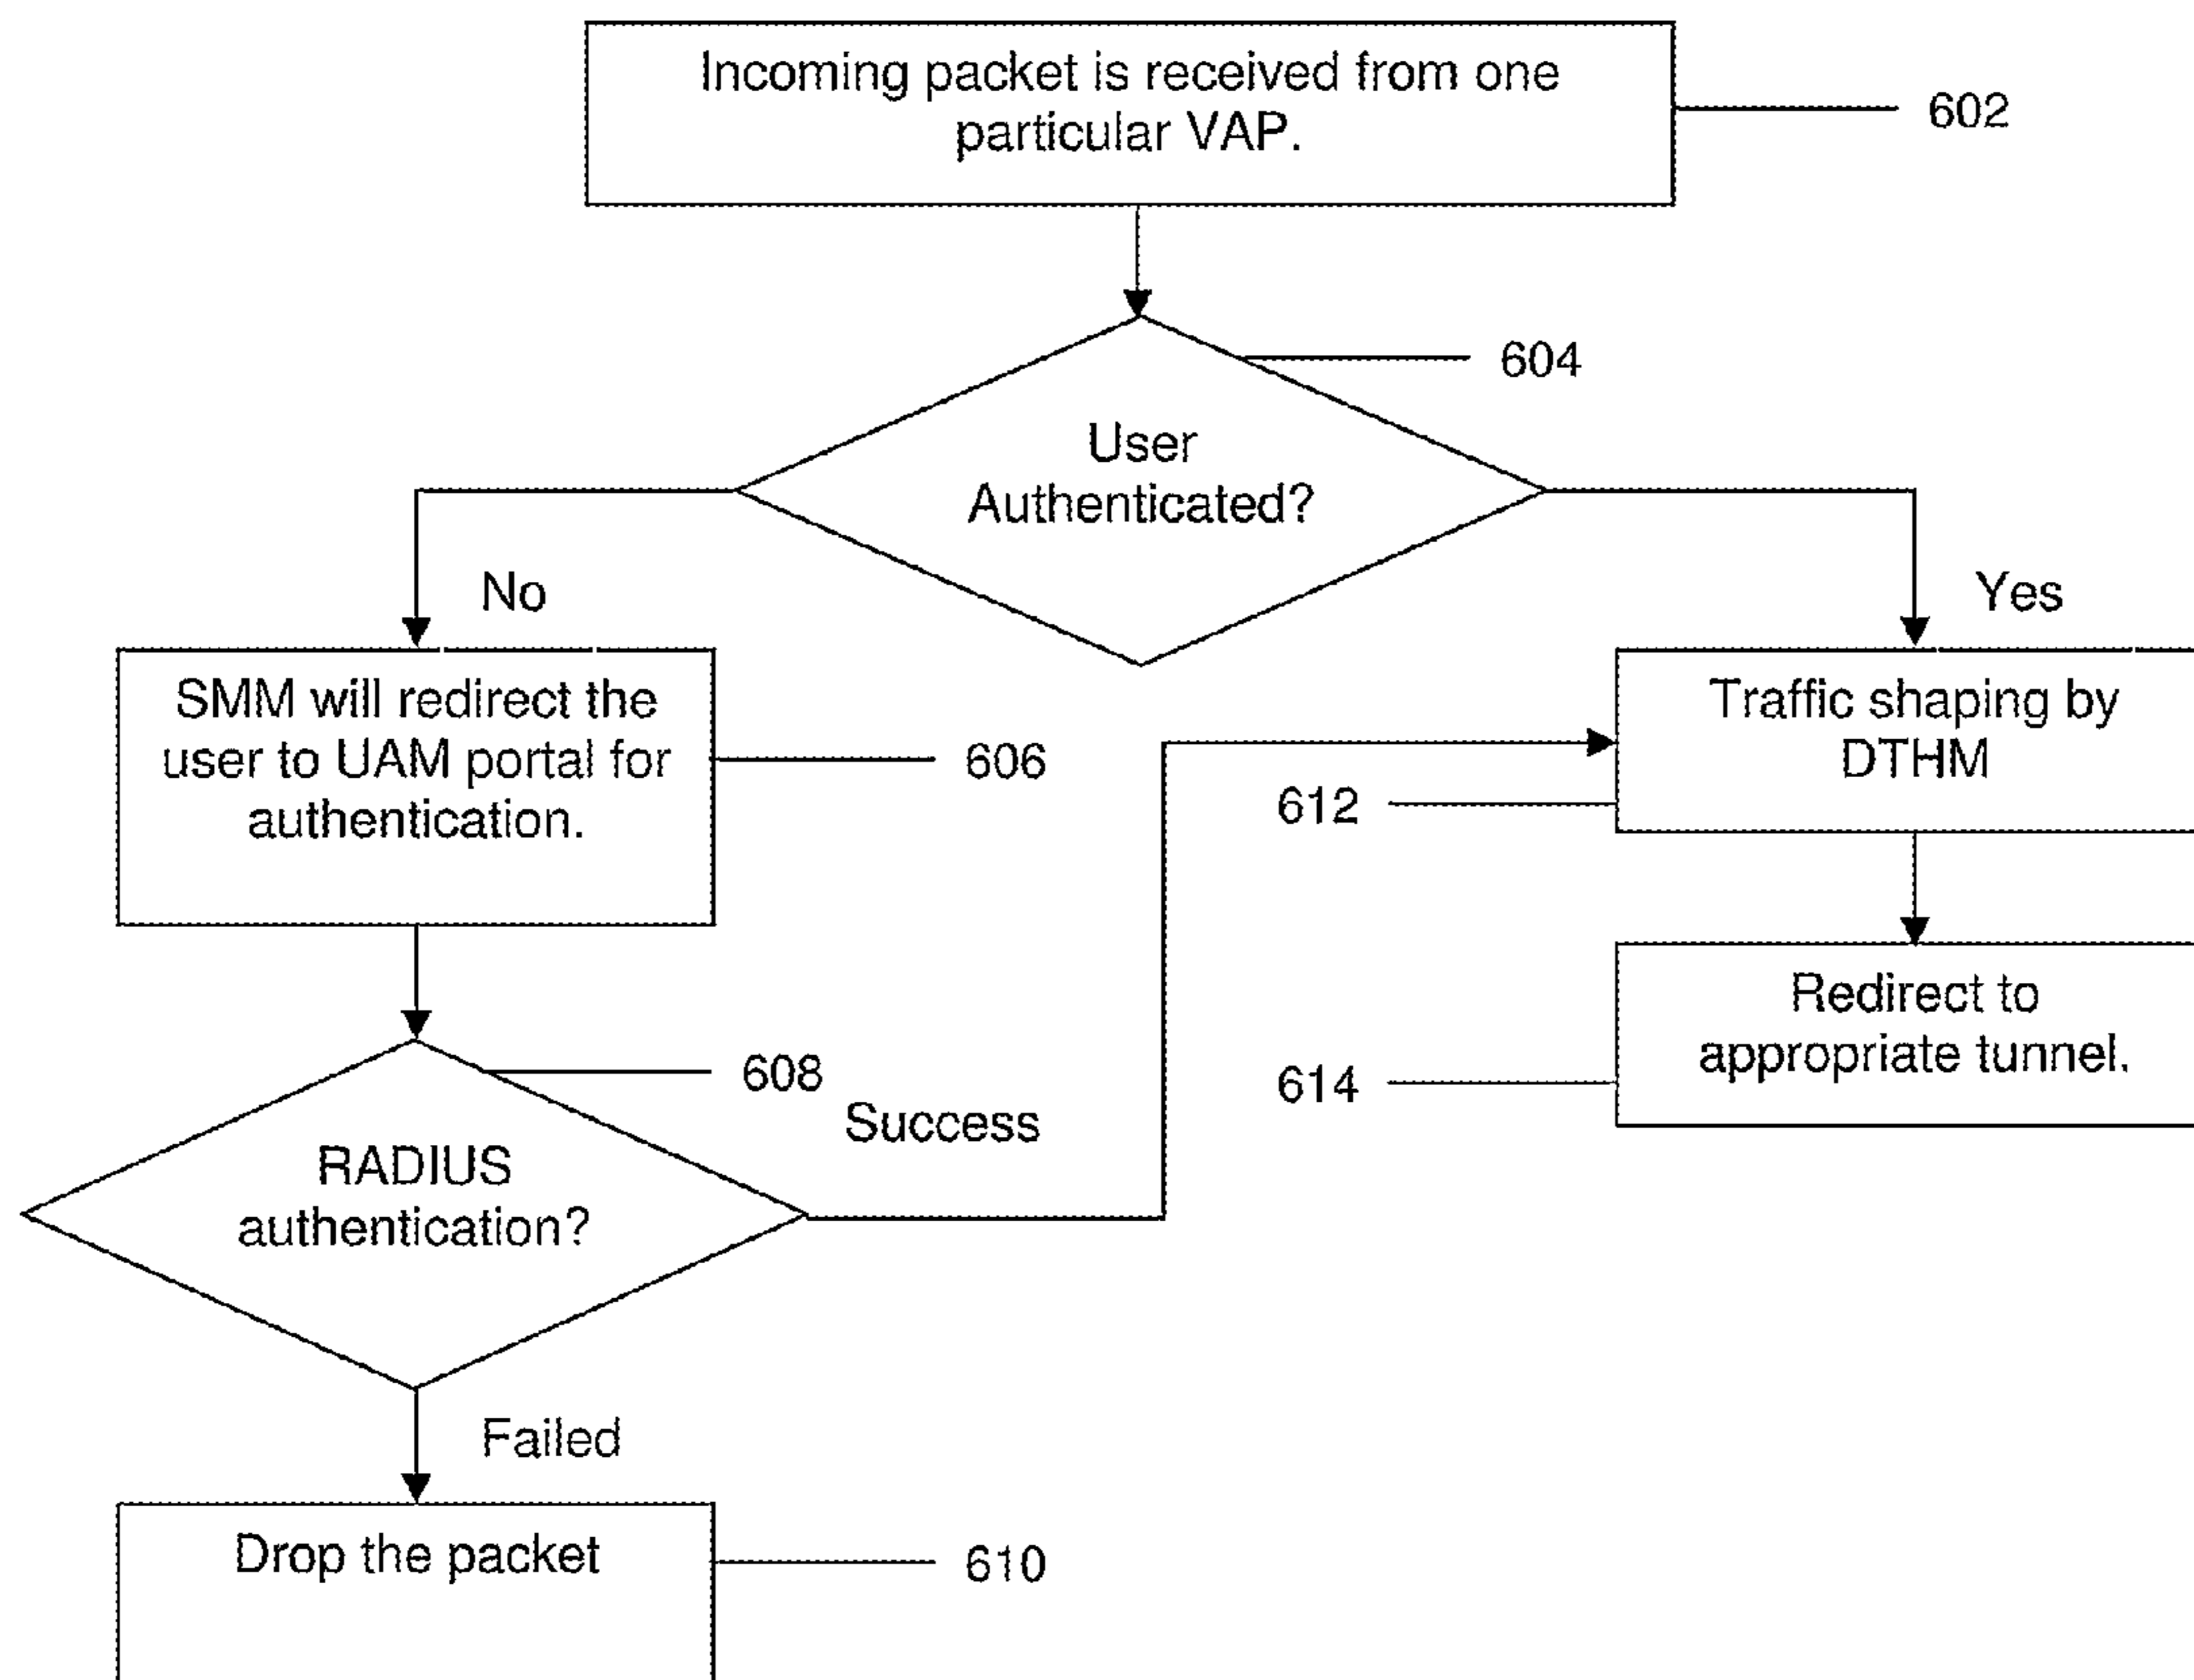 Incoming packet is received from one
particular VAP.
602
604
User
Authenticated?
No
Yes
SMM will redirect the
user to UAM portal for
authentication.
606
Traffic shaping by
DTHM
612
Redirect to
appropriate tunnel.
614
608
Success
RADIUS
authentication?
Failed
Drop the packet
610